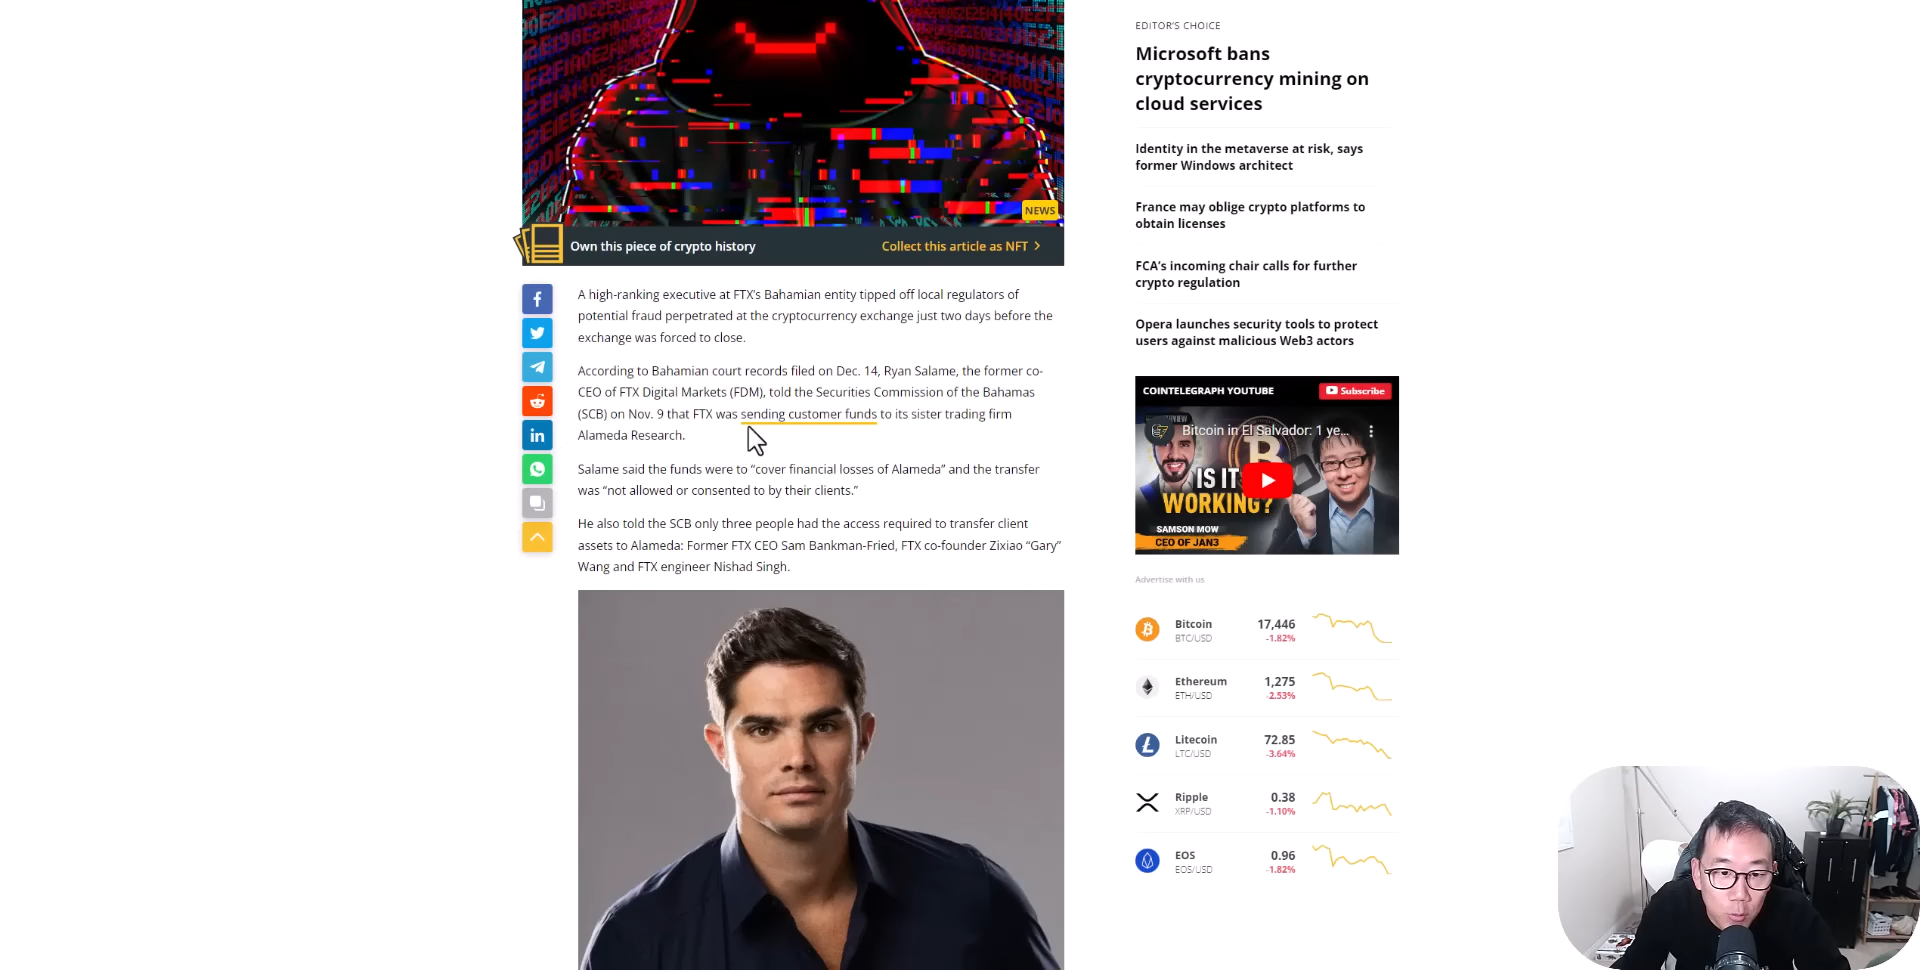 NEWS
Own this piece of crypto history
Collect this article as NFT >
A high-ranking executive at FTX's Bahamian entity tipped off local regulators of
potential fraud perpetrated at the cryptocurrency exchange just two days before the
exchange was forced to close.
According to Bahamian court records filed on Dec. 14, Ryan Salame, the former co-
CEO of FTX Digital Markets (FDM), told the Securities Commission of the Bahamas
(SCB) on Nov. 9 that FTX was sending customer funds to its sister trading firm
Alameda Research.
Salame said the funds were to “cover financial losses of Alameda” and the transfer
was “not allowed or consented to by their clients.”
He also told the SCB only three people had the access required to transfer client
assets to Alameda: Former FTX CEO Sam Bankman-Fried, FTX co-founder Zixiao “Gary”
Wang and FTX engineer Nishad Singh.
EDITOR'S CHOICE
Microsoft bans
cryptocurrency mining on
cloud services
Identity in the metaverse at risk, says
former Windows architect
France may oblige crypto platforms to
obtain licenses
FCA's incoming chair calls for further
crypto regulation
Opera launches security tools to protect
users against malicious Web3 actors
COINTELEGRAPH YOUTUBE
Subscribe
Bitcoin in El Salvador: 1 ye...
IS IT
WORKING?
SAMSON MOW
CEO OF JAN3
Advertise with us
Bitcoin 17,446
BTC/USD -1.82%
Ethereum 1,275
ETH/USD -2.53%
Litecoin 72.85
LTC/USD -3.64%
Ripple 0.38
XRP/USD -1.10%
EOS 0.96
EOS/USD -1.82%